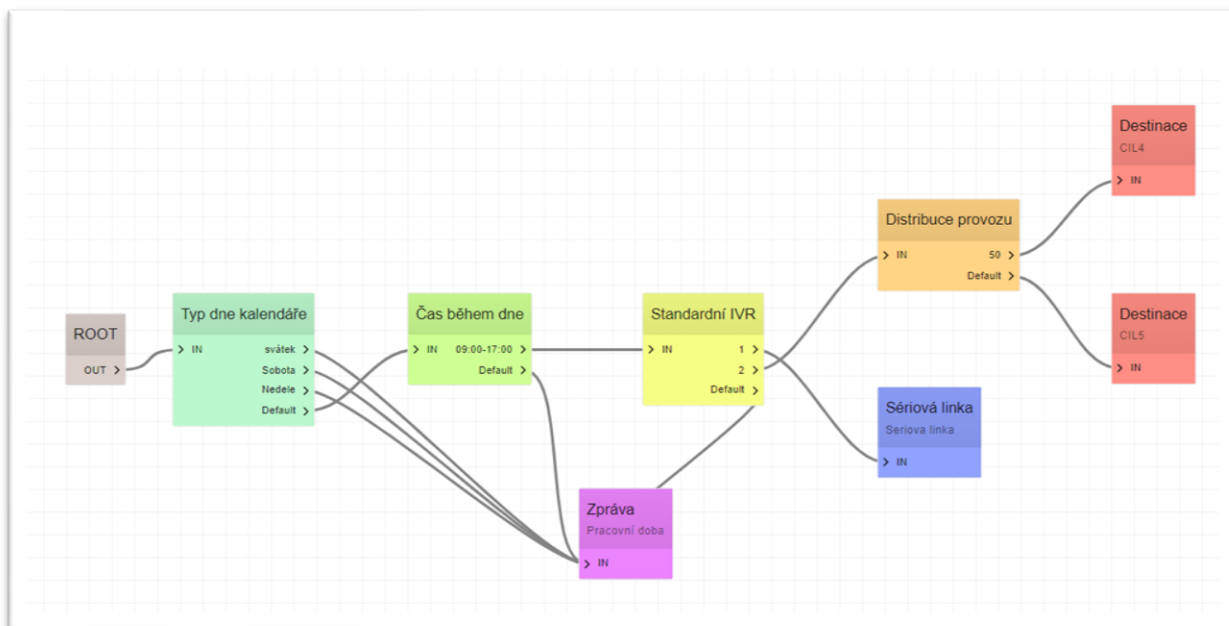 ROOT
OUT
Typ dne kalendáře
IN
svátek
Sobota
Nedele
Default
Čas během dne
IN 09:00-17:00
Default
Standardní IVR
IN 1
2
Default
Zpráva
Pracovní doba
IN
Distribuce provozu
IN 50
Default
Sériová linka
Seriova linka
IN
Destinace
CIL4
IN
Destinace
CIL5
IN